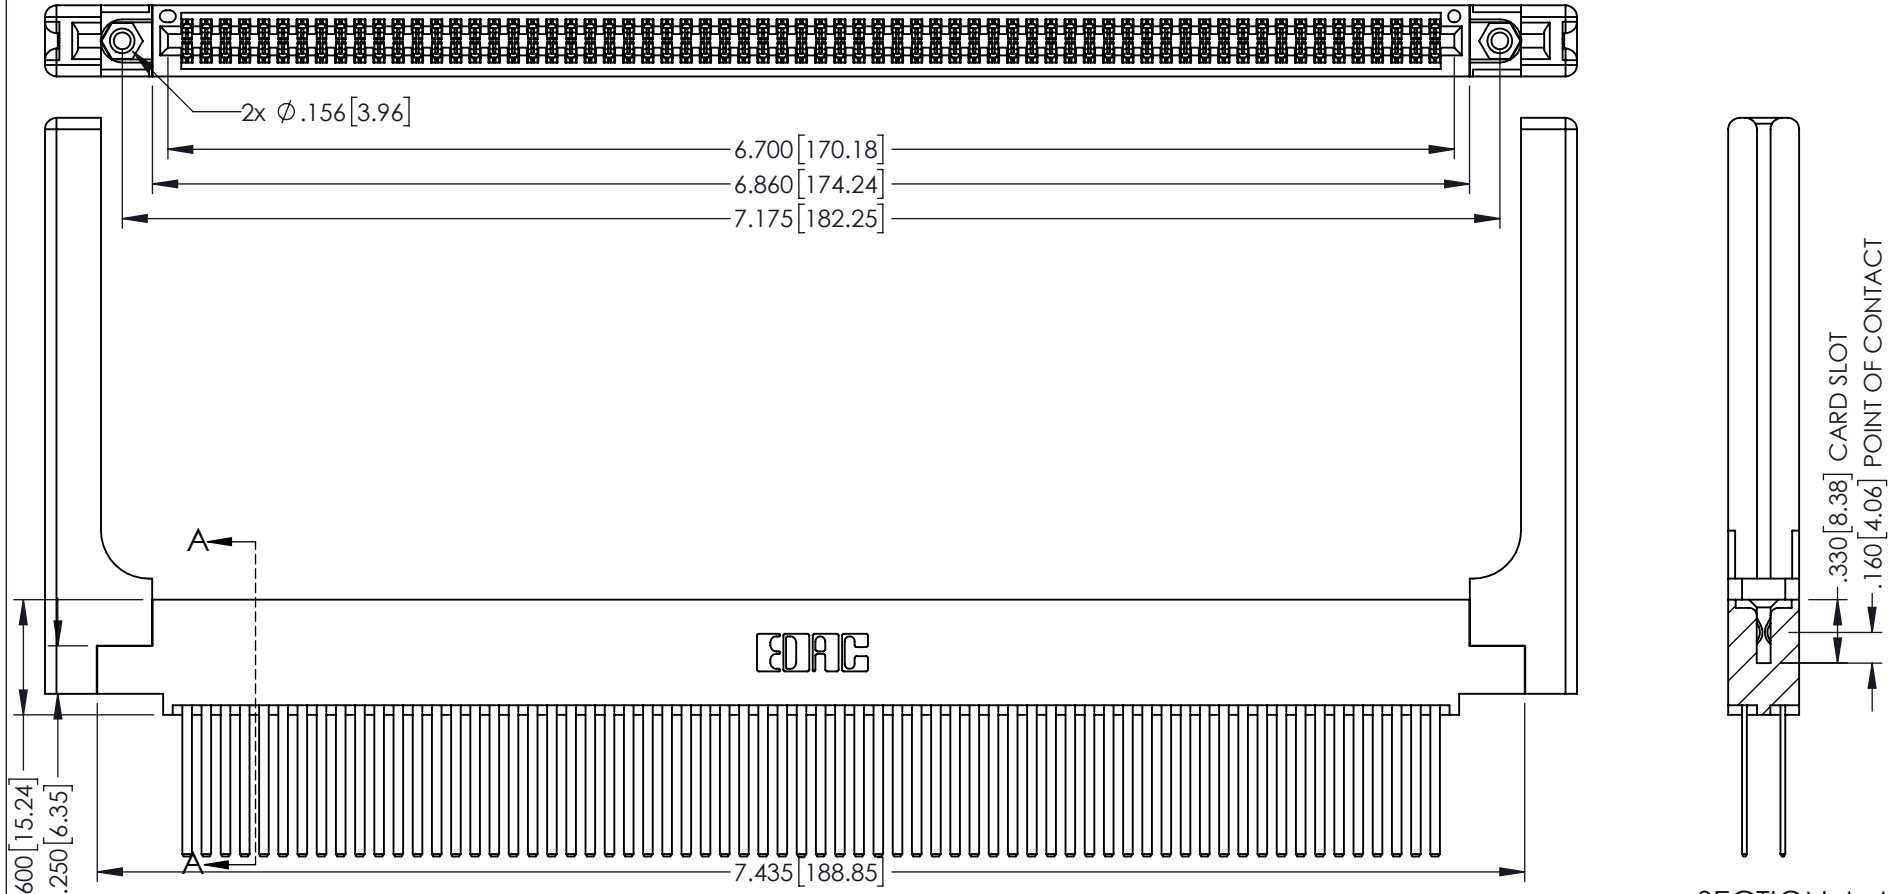 2x Ø.156[3.96]
6.700[170.18]
6.860[174.24]
7.175[182.25]
.330[8.38] CARD SLOT
.160[4.06] POINT OF CONTACT
A
EDAC
600[15.24]
.250[6.35]
A
7.435[188.85]
SECTION A-A